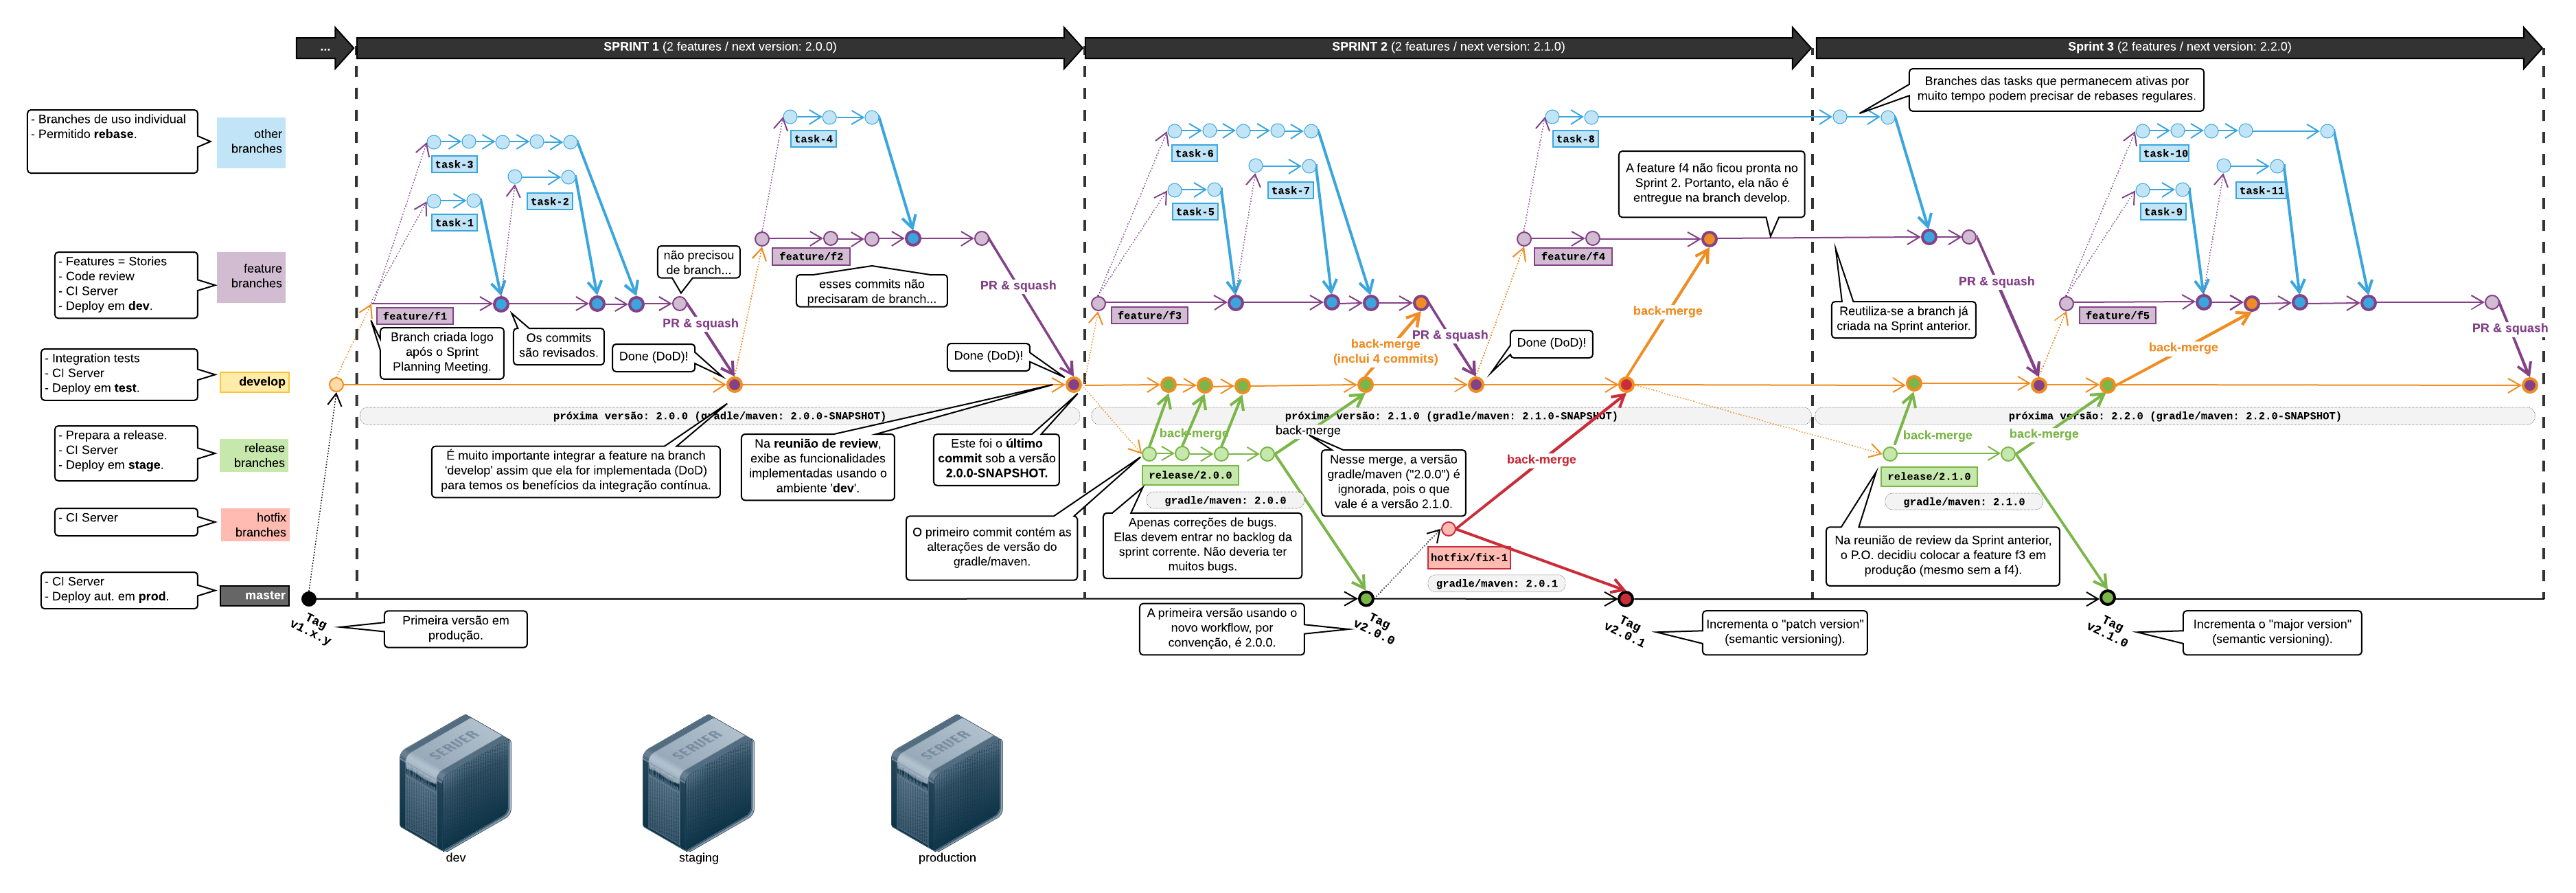 ...
SPRINT 1 (2 features / next version: 2.0.0)
SPRINT 2 (2 features / next version: 2.1.0)
Sprint 3 (2 features / next version: 2.2.0)
- Branches de uso individual
- Permitido rebase.
other
branches
- Features = Stories
- Code review
- CI Server
- Deploy em dev.
feature
branches
- Integration tests
- CI Server
- Deploy em test.
develop
- Prepara a release.
- CI Server
- Deploy em stage.
release
branches
- CI Server
hotfix
branches
- CI Server
- Deploy aut. em prod.
master
Tag
v1.x.y
Primeira versão em
produção.
task-3
task-2
task-1
feature/f1
Branch criada logo
após o Sprint
Planning Meeting.
Os commits
são revisados.
não precisou
de branch...
PR & squash
Done (DoD)!
task-4
feature/f2
esses commits não
precisaram de branch...
PR & squash
Done (DoD)!
próxima versão: 2.0.0 (gradle/maven: 2.0.0-SNAPSHOT)
É muito importante integrar a feature na branch
'develop' assim que ela for implementada (DoD)
para temos os benefícios da integração contínua.
Na reunião de review,
exibe as funcionalidades
implementadas usando o
ambiente 'dev'.
Este foi o último
commit sob a versão
2.0.0-SNAPSHOT.
task-6
task-7
task-5
feature/f3
back-merge
(inclui 4 commits)
PR & squash
Done (DoD)!
task-8
feature/f4
A feature f4 não ficou pronta no
Sprint 2. Portanto, ela não é
entregue na branch develop.
back-merge
próxima versão: 2.1.0 (gradle/maven: 2.1.0-SNAPSHOT)
back-merge
back-merge
release/2.0.0
gradle/maven: 2.0.0
O primeiro commit contém as
alterações de versão do
gradle/maven.
Apenas correções de bugs.
Elas devem entrar no backlog da
sprint corrente. Não deveria ter
muitos bugs.
Nesse merge, a versão
gradle/maven ("2.0.0") é
ignorada, pois o que
vale é a versão 2.1.0.
back-merge
hotfix/fix-1
gradle/maven: 2.0.1
A primeira versão usando o
novo workflow, por
convenção, é 2.0.0.
Tag
v2.0.0
Tag
v2.0.1
Incrementa o "patch version"
(semantic versioning).
Branches das tasks que permanecem ativas por
muito tempo podem precisar de rebases regulares.
Reutiliza-se a branch já
criada na Sprint anterior.
PR & squash
task-10
task-11
task-9
feature/f5
back-merge
PR & squash
próxima versão: 2.2.0 (gradle/maven: 2.2.0-SNAPSHOT)
back-merge
back-merge
release/2.1.0
gradle/maven: 2.1.0
Na reunião de review da Sprint anterior,
o P.O. decidiu colocar a feature f3 em
produção (mesmo sem a f4).
Tag
v2.1.0
Incrementa o "major version"
(semantic versioning).
SERVER
SERVER
SERVER
dev
staging
production